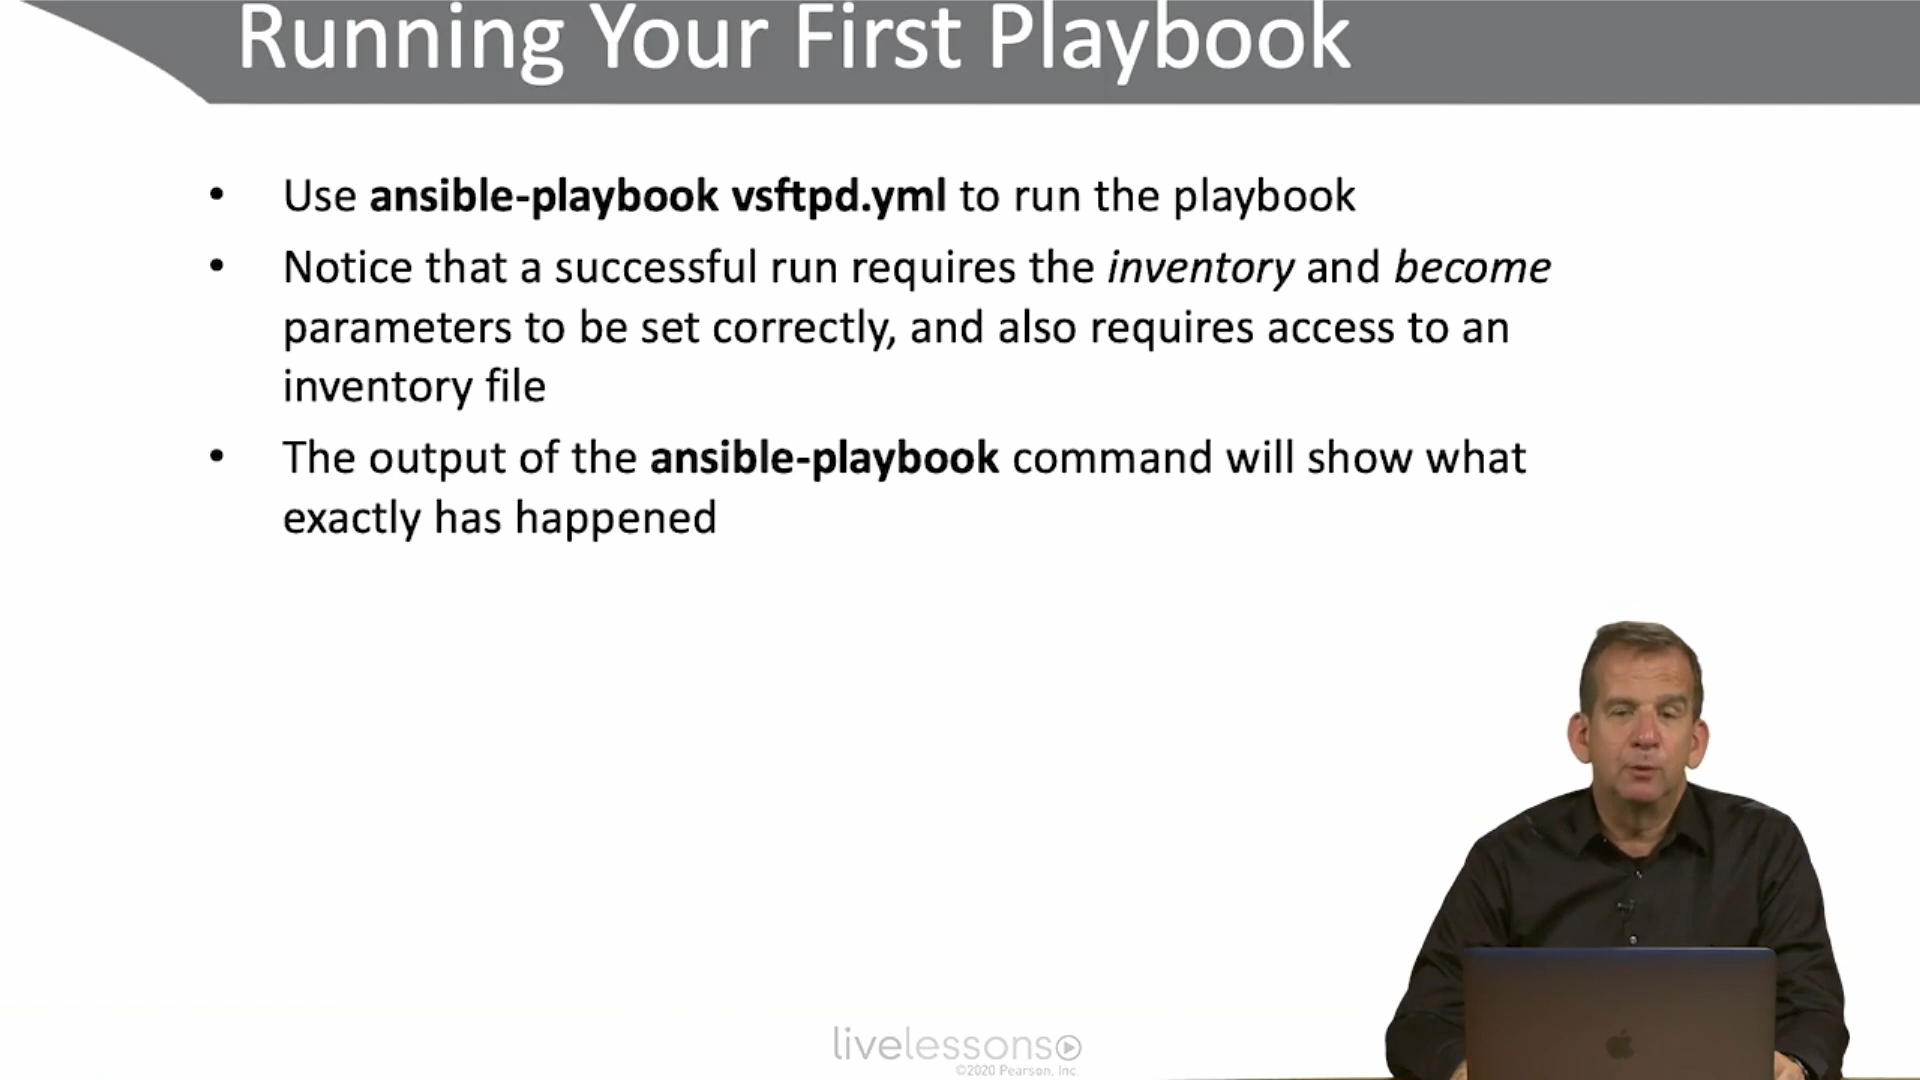 Running Your First Playbook
• Use ansible-playbook vsftpd.yml to run the playbook
• Notice that a successful run requires the inventory and become
parameters to be set correctly, and also requires access to an
inventory file
• The output of the ansible-playbook command will show what
exactly has happened
livelessons
©2020 Pearson, Inc.